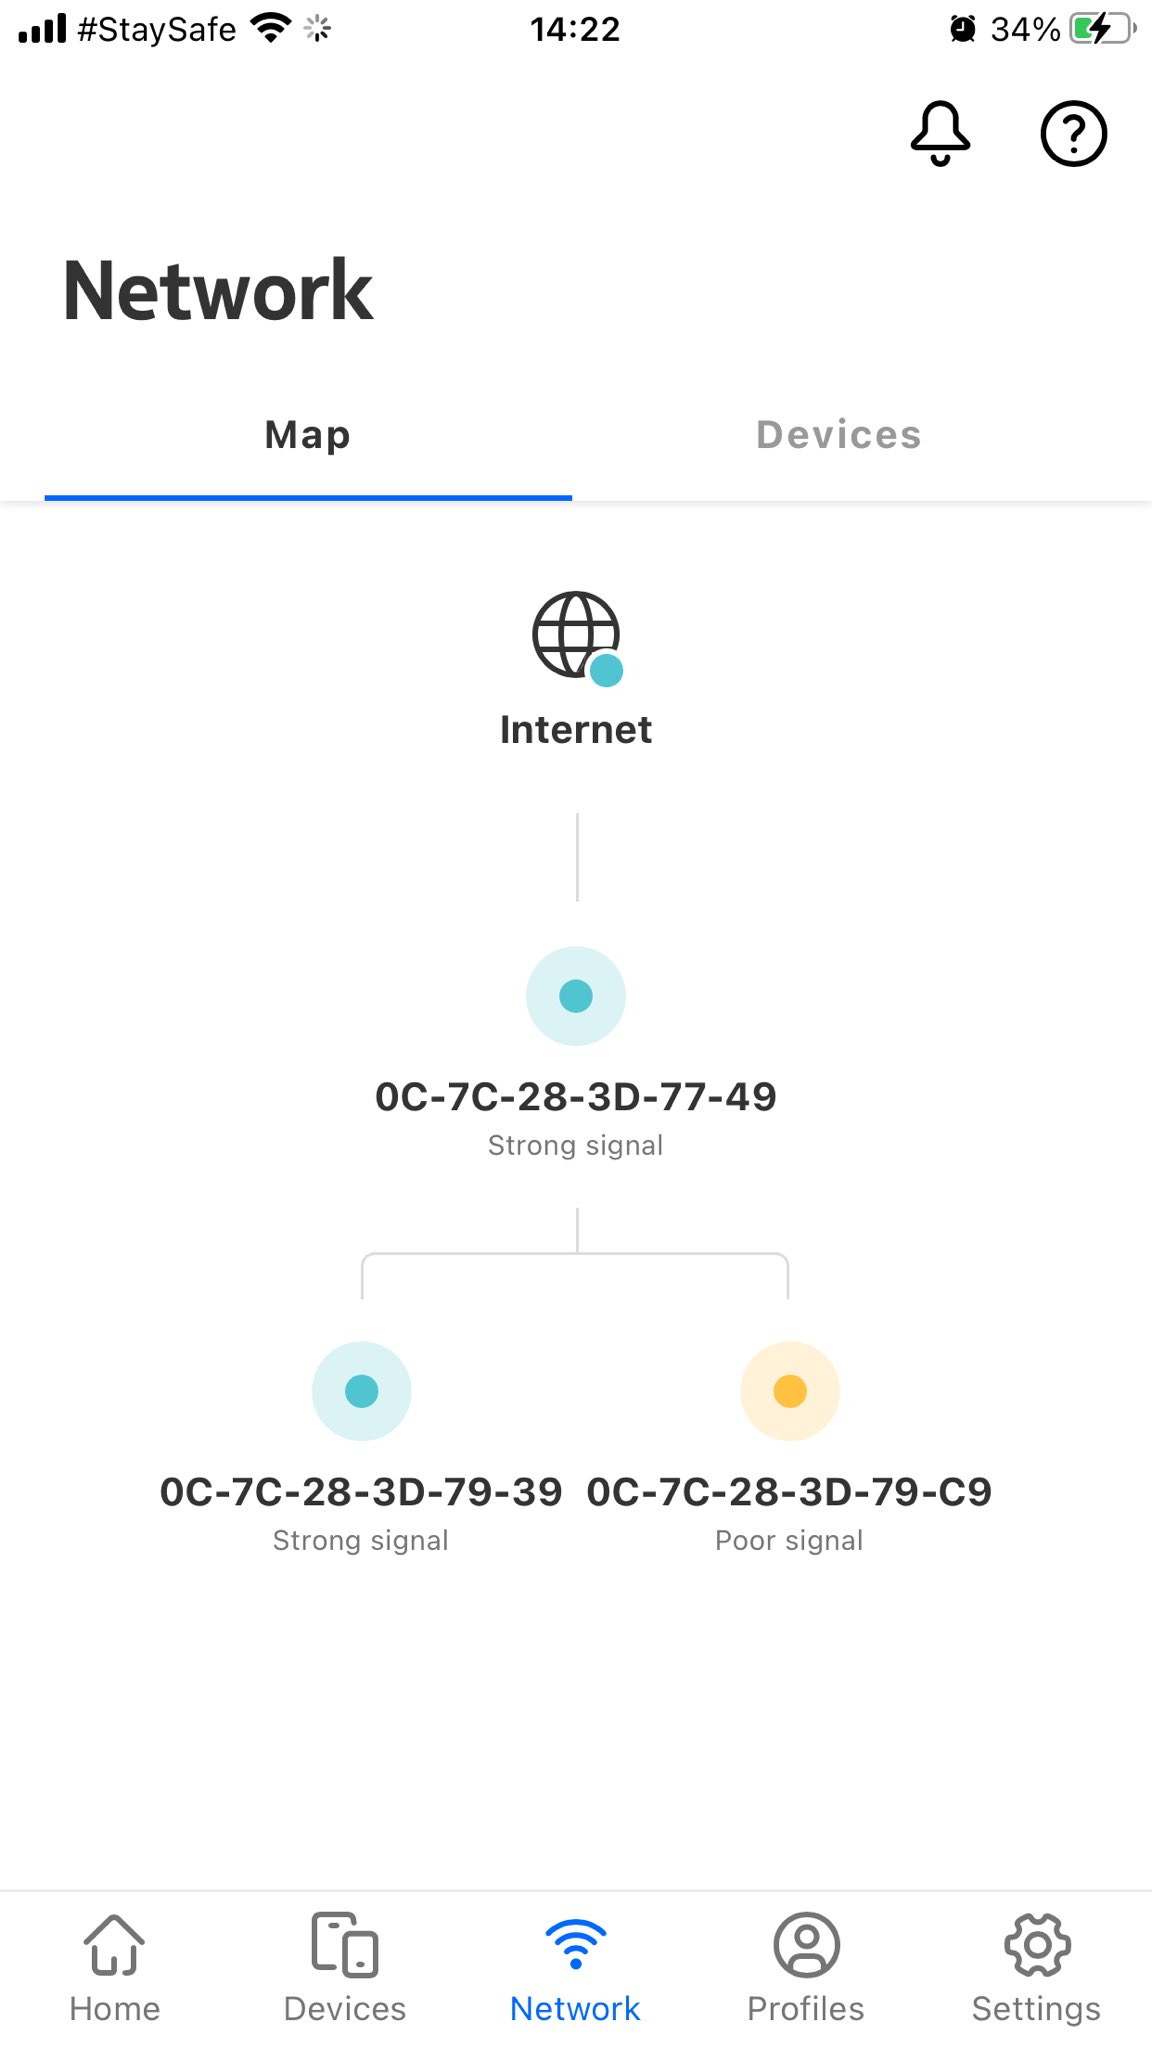 #StaySafe 14:22 34%
Network
Map Devices
Internet
0C-7C-28-3D-77-49
Strong signal
0C-7C-28-3D-79-39 0C-7C-28-3D-79-C9
Strong signal Poor signal
Home Devices Network Profiles Settings